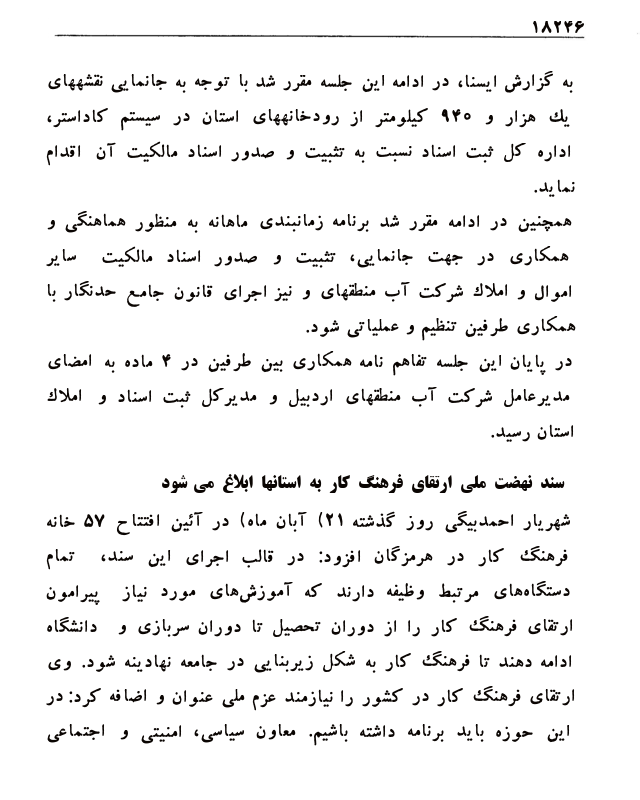 ۱۸۲۴۶
به گزارش ایسنا، در ادامه این جلسه مقرر شد با توجه به جانمایی نقشههای
یك هزار و ۹۴۰ کیلومتر از رودخانههای استان در سیستم کاداستر،
اداره کل ثبت اسناد نسبت به تثبیت و صدور اسناد مالکیت آن اقدام
نماید.
همچنین در ادامه مقرر شد برنامه زمانبندی ماهانه به منظور هماهنگی و
همکاری در جهت جانمایی، تثبیت و صدور اسناد مالکیت سایر
اموال و املاك شرکت آب منطقهای و نیز اجرای قانون جامع حدنگار با
همکاری طرفین تنظیم و عملیاتی شود.
در پایان این جلسه تفاهم نامه همکاری بین طرفین در ۴ ماده به امضای
مدیرعامل شرکت آب منطقهای اردبیل و مدیرکل ثبت اسناد و املاك
استان رسید.
سند نهضت ملی ارتقای فرهنگ کار به استانها ابلاغ می شود
شهریار احمدبیگی روز گذشته ۲۱) آبان ماه) در آئین افتتاح ۵۷ خانه
فرهنگ کار در هرمزگان افزود: در قالب اجرای این سند، تمام
دستگاه‌های مرتبط وظیفه دارند که آموزش‌های مورد نیاز پیرامون
ارتقای فرهنگ کار را از دوران تحصیل تا دوران سربازی و دانشگاه
ادامه دهند تا فرهنگ کار به شکل زیربنایی در جامعه نهادینه شود. وی
ارتقای فرهنگ کار در کشور را نیازمند عزم ملی عنوان و اضافه کرد: در
این حوزه باید برنامه داشته باشیم. معاون سیاسی، امنیتی و اجتماعی